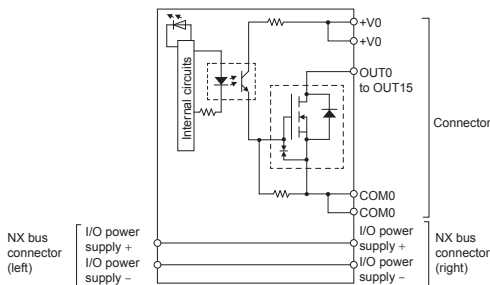 +V0
+V0
OUT0
to OUT15
Internal circuits
Connector
COM0
COM0
NX bus
connector
(left)
I/O power
supply +
I/O power
supply –
I/O power
supply +
I/O power
supply –
NX bus
connector
(right)